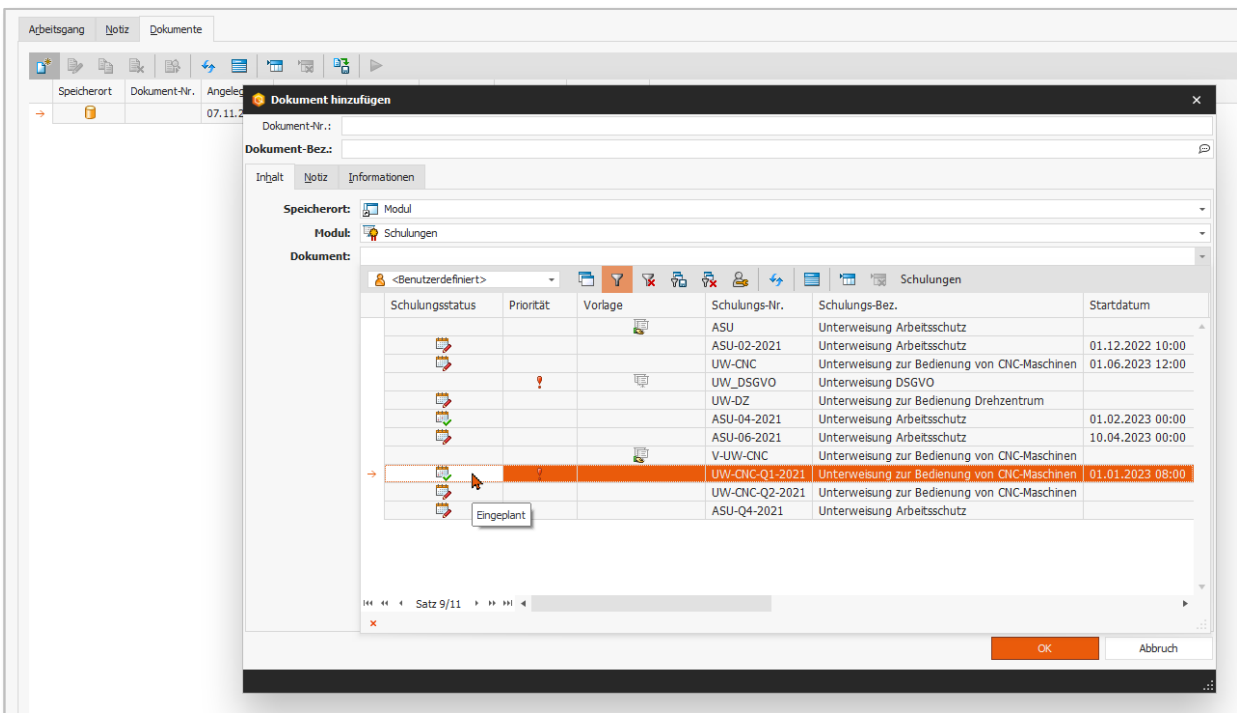 Arbeitsgang Notiz Dokumente
Speicherort Dokument-Nr. Angeleg
07.11.2
Dokument hinzufügen
Dokument-Nr.:
Dokument-Bez.:
Inhalt Notiz Informationen
Speicherort: Modul
Modul: Schulungen
Dokument:
<Benutzerdefiniert> Schulungen
Schulungsstatus Priorität Vorlage Schulungs-Nr. Schulungs-Bez. Startdatum
ASU Unterweisung Arbeitsschutz
ASU-02-2021 Unterweisung Arbeitsschutz 01.12.2022 10:00
UW-CNC Unterweisung zur Bedienung von CNC-Maschinen 01.06.2023 12:00
UW_DSGVO Unterweisung DSGVO
UW-DZ Unterweisung zur Bedienung Drehzentrum
ASU-04-2021 Unterweisung Arbeitsschutz 01.02.2023 00:00
ASU-06-2021 Unterweisung Arbeitsschutz 10.04.2023 00:00
V-UW-CNC Unterweisung zur Bedienung von CNC-Maschinen
UW-CNC-Q1-2021 Unterweisung zur Bedienung von CNC-Maschinen 01.01.2023 08:00
UW-CNC-Q2-2021 Unterweisung zur Bedienung von CNC-Maschinen
ASU-Q4-2021 Unterweisung Arbeitsschutz
Eingeplant
Satz 9/11
OK Abbruch